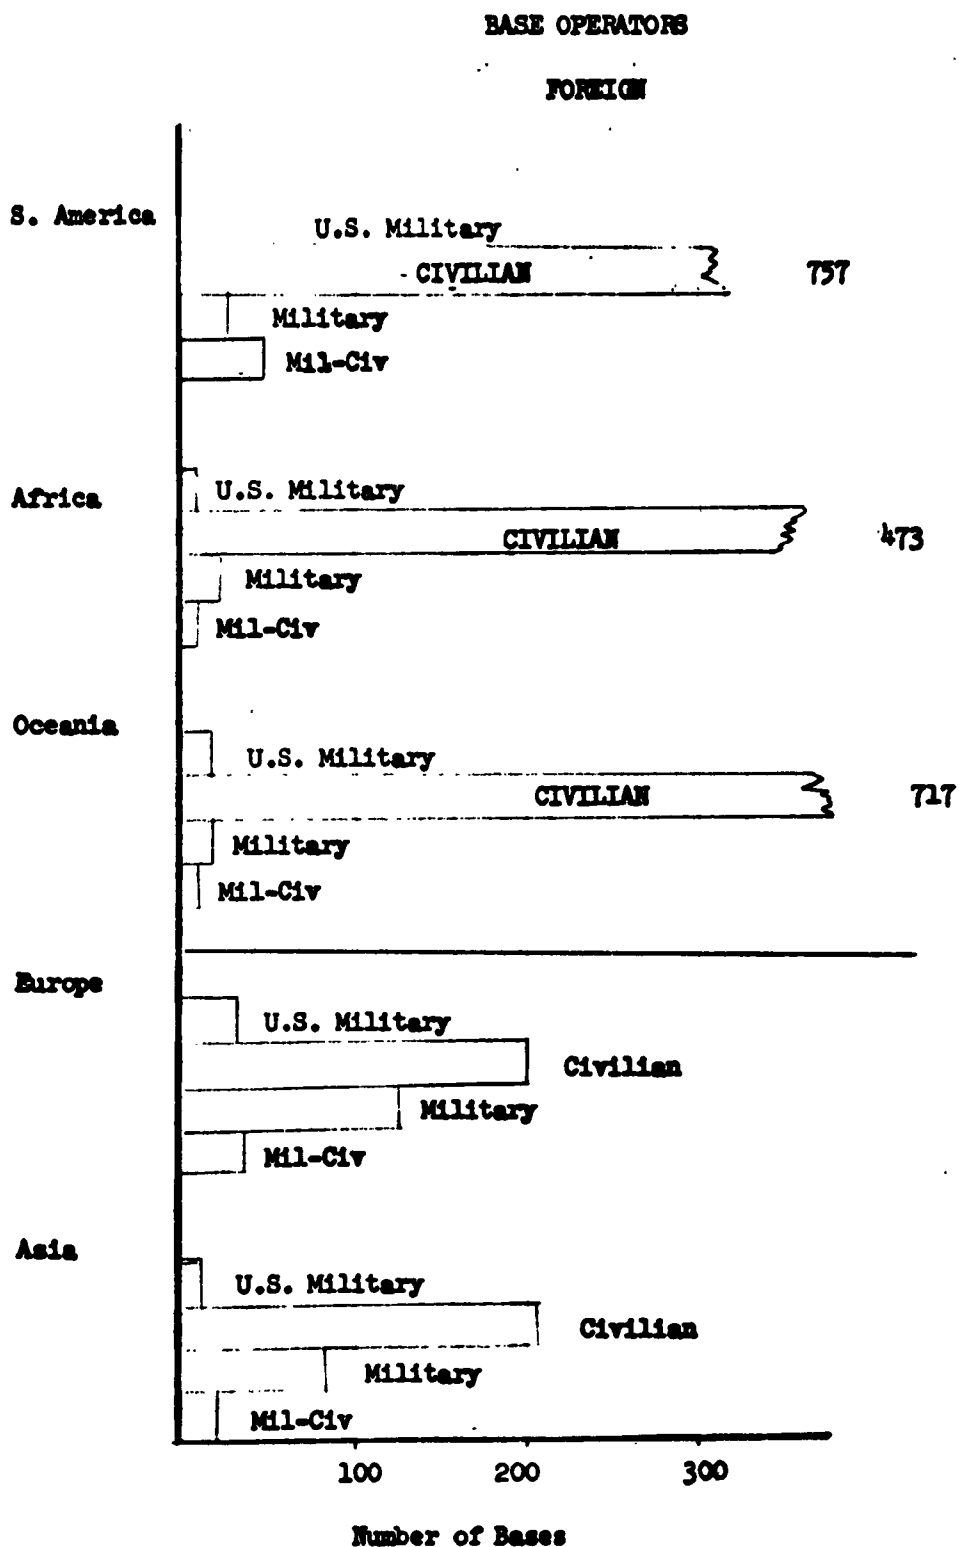 BASE OPERATORS
FOREIGN
S. America
U.S. Military
CIVILIAN 757
Military
Mil-Civ
Africa
U.S. Military
CIVILIAN 473
Military
Mil-Civ
Oceania
U.S. Military
CIVILIAN 717
Military
Mil-Civ
Europe
U.S. Military
Civilian
Military
Mil-Civ
Asia
U.S. Military
Civilian
Military
Mil-Civ
100 200 300
Number of Bases